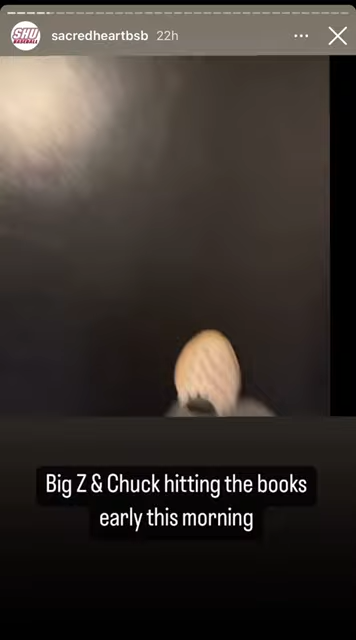 SHU
sacredheartbsb 22h
Big Z & Chuck hitting the books
early this morning